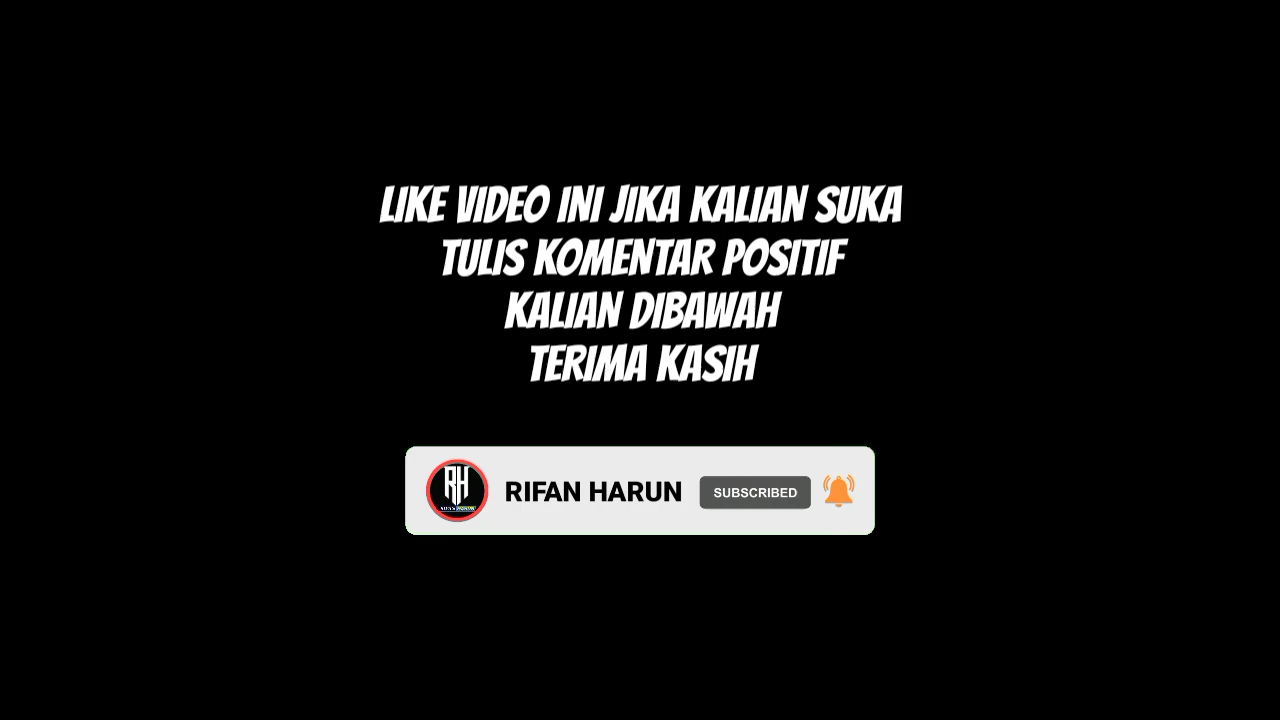 LIKE VIDEO INI JIKA KALIAN SUKA
TULIS KOMENTAR POSITIF
KALIAN DIBAWAH
TERIMA KASIH
RH
RIFAN HARUN
SUBSCRIBED